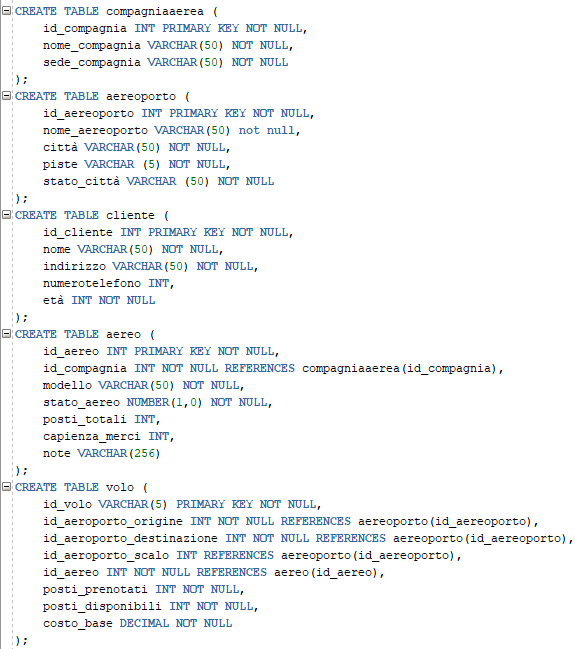 CREATE TABLE compagniaaerea (
id_compagnia INT PRIMARY KEY NOT NULL,
nome_compagnia VARCHAR(50) NOT NULL,
sede_compagnia VARCHAR(50) NOT NULL
);
CREATE TABLE aereoporto (
id_aereoporto INT PRIMARY KEY NOT NULL,
nome_aereoporto VARCHAR(50) not null,
città VARCHAR(50) NOT NULL,
piste VARCHAR (5) NOT NULL,
stato_città VARCHAR (50) NOT NULL
);
CREATE TABLE cliente (
id_cliente INT PRIMARY KEY NOT NULL,
nome VARCHAR(50) NOT NULL,
indirizzo VARCHAR(50) NOT NULL,
numerotelefono INT,
età INT NOT NULL
);
CREATE TABLE aereo (
id_aereo INT PRIMARY KEY NOT NULL,
id_compagnia INT NOT NULL REFERENCES compagniaaerea(id_compagnia),
modello VARCHAR(50) NOT NULL,
stato_aereo NUMBER(1,0) NOT NULL,
posti_totali INT,
capienza_merci INT,
note VARCHAR(256)
);
CREATE TABLE volo (
id_volo VARCHAR(5) PRIMARY KEY NOT NULL,
id_aeroporto_origine INT NOT NULL REFERENCES aereoporto(id_aereoporto),
id_aeroporto_destinazione INT NOT NULL REFERENCES aereoporto(id_aereoporto),
id_aeroporto_scalo INT REFERENCES aereoporto(id_aereoporto),
id_aereo INT NOT NULL REFERENCES aereo(id_aereo),
posti_prenotati INT NOT NULL,
posti_disponibili INT NOT NULL,
costo_base DECIMAL NOT NULL
);